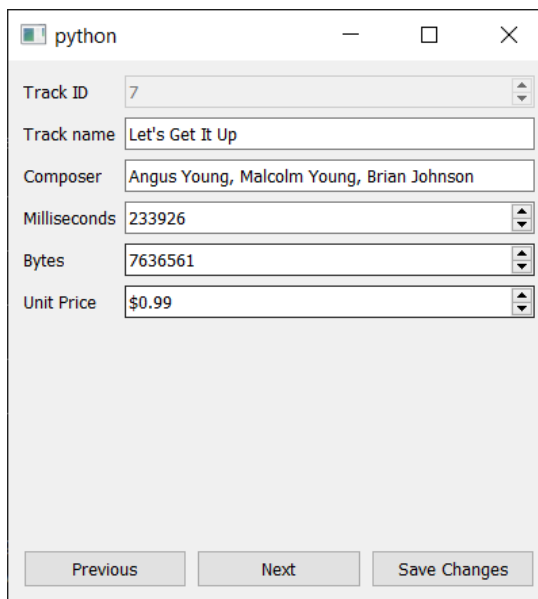 python
Track ID 7
Track name Let's Get It Up
Composer Angus Young, Malcolm Young, Brian Johnson
Milliseconds 233926
Bytes 7636561
Unit Price $0.99
Previous Next Save Changes